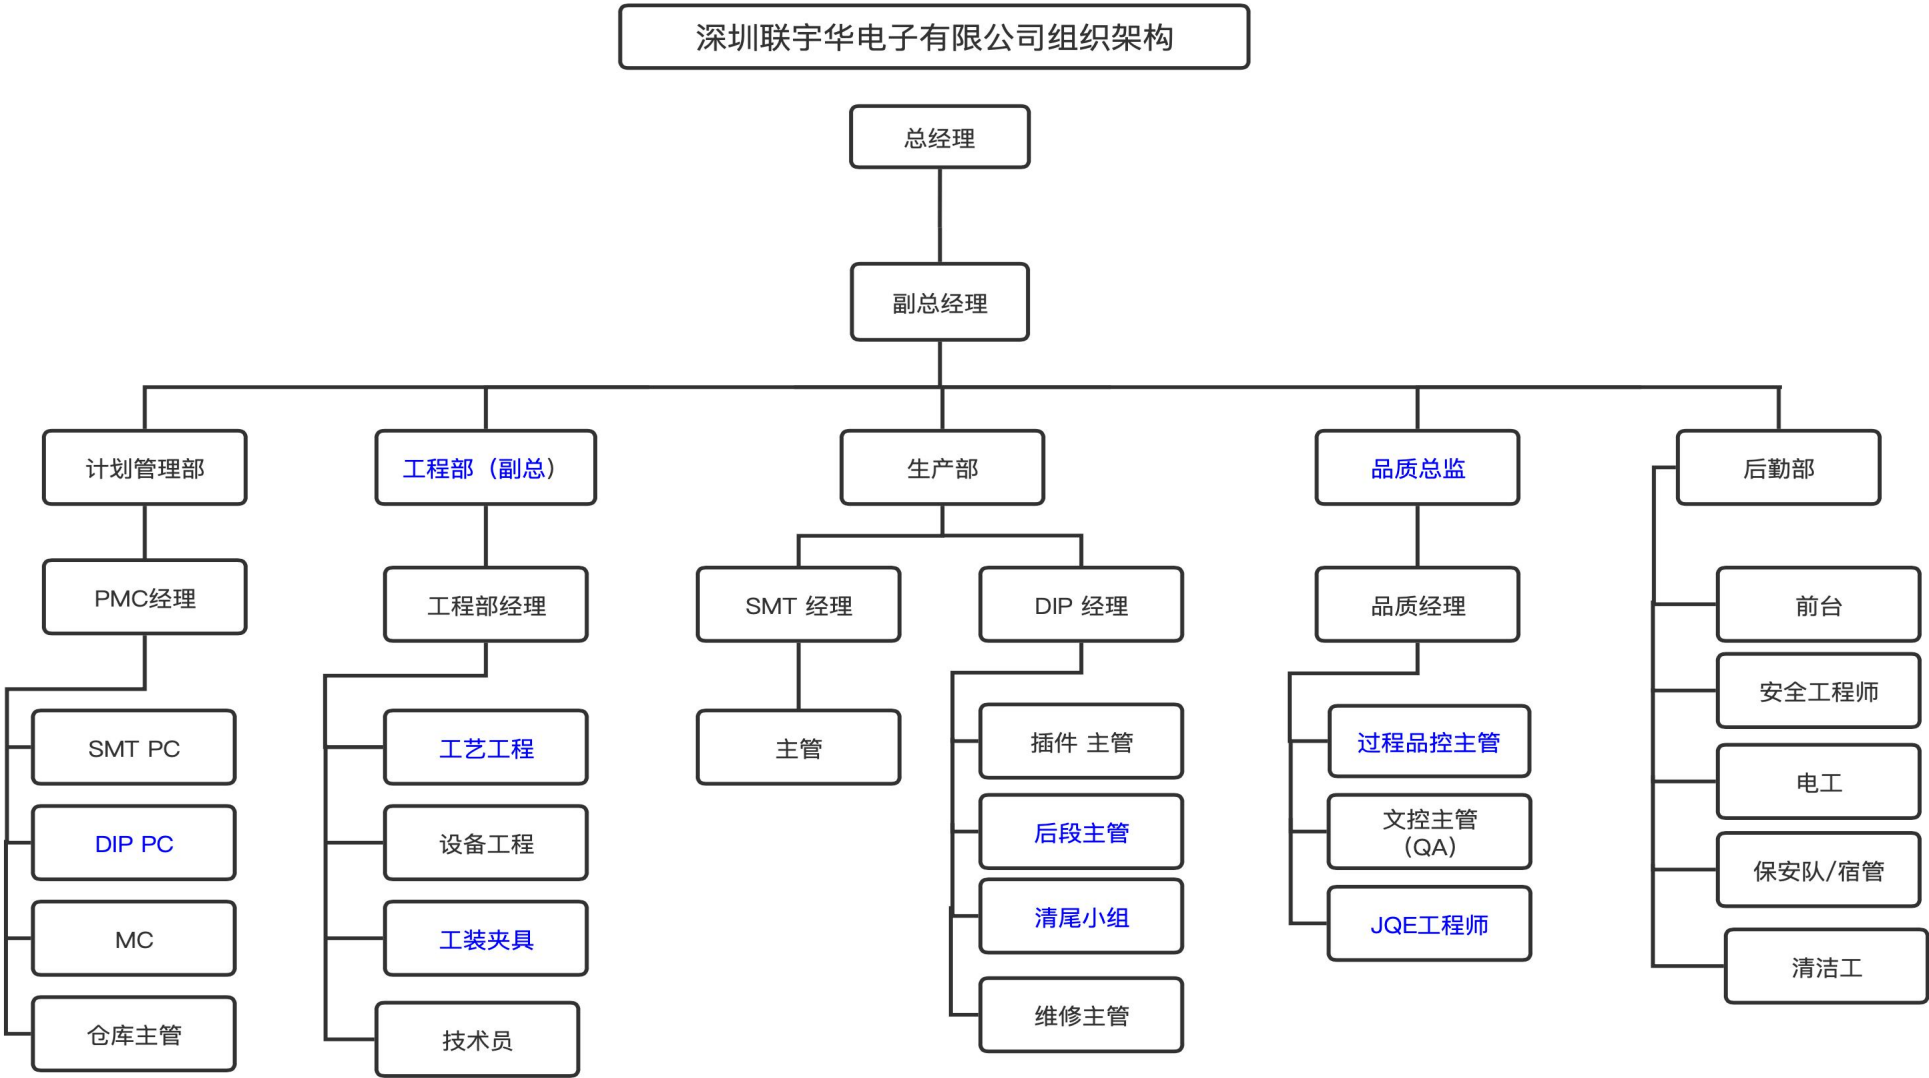 深圳联宇华电子有限公司组织架构
总经理
副总经理
计划管理部
工程部（副总）
生产部
品质总监
后勤部
PMC经理
工程部经理
SMT 经理
DIP 经理
品质经理
前台
安全工程师
电工
保安队/宿管
清洁工
SMT PC
DIP PC
MC
仓库主管
工艺工程
设备工程
工装夹具
技术员
主管
插件 主管
后段主管
清尾小组
维修主管
过程品控主管
文控主管
（QA）
JQE工程师